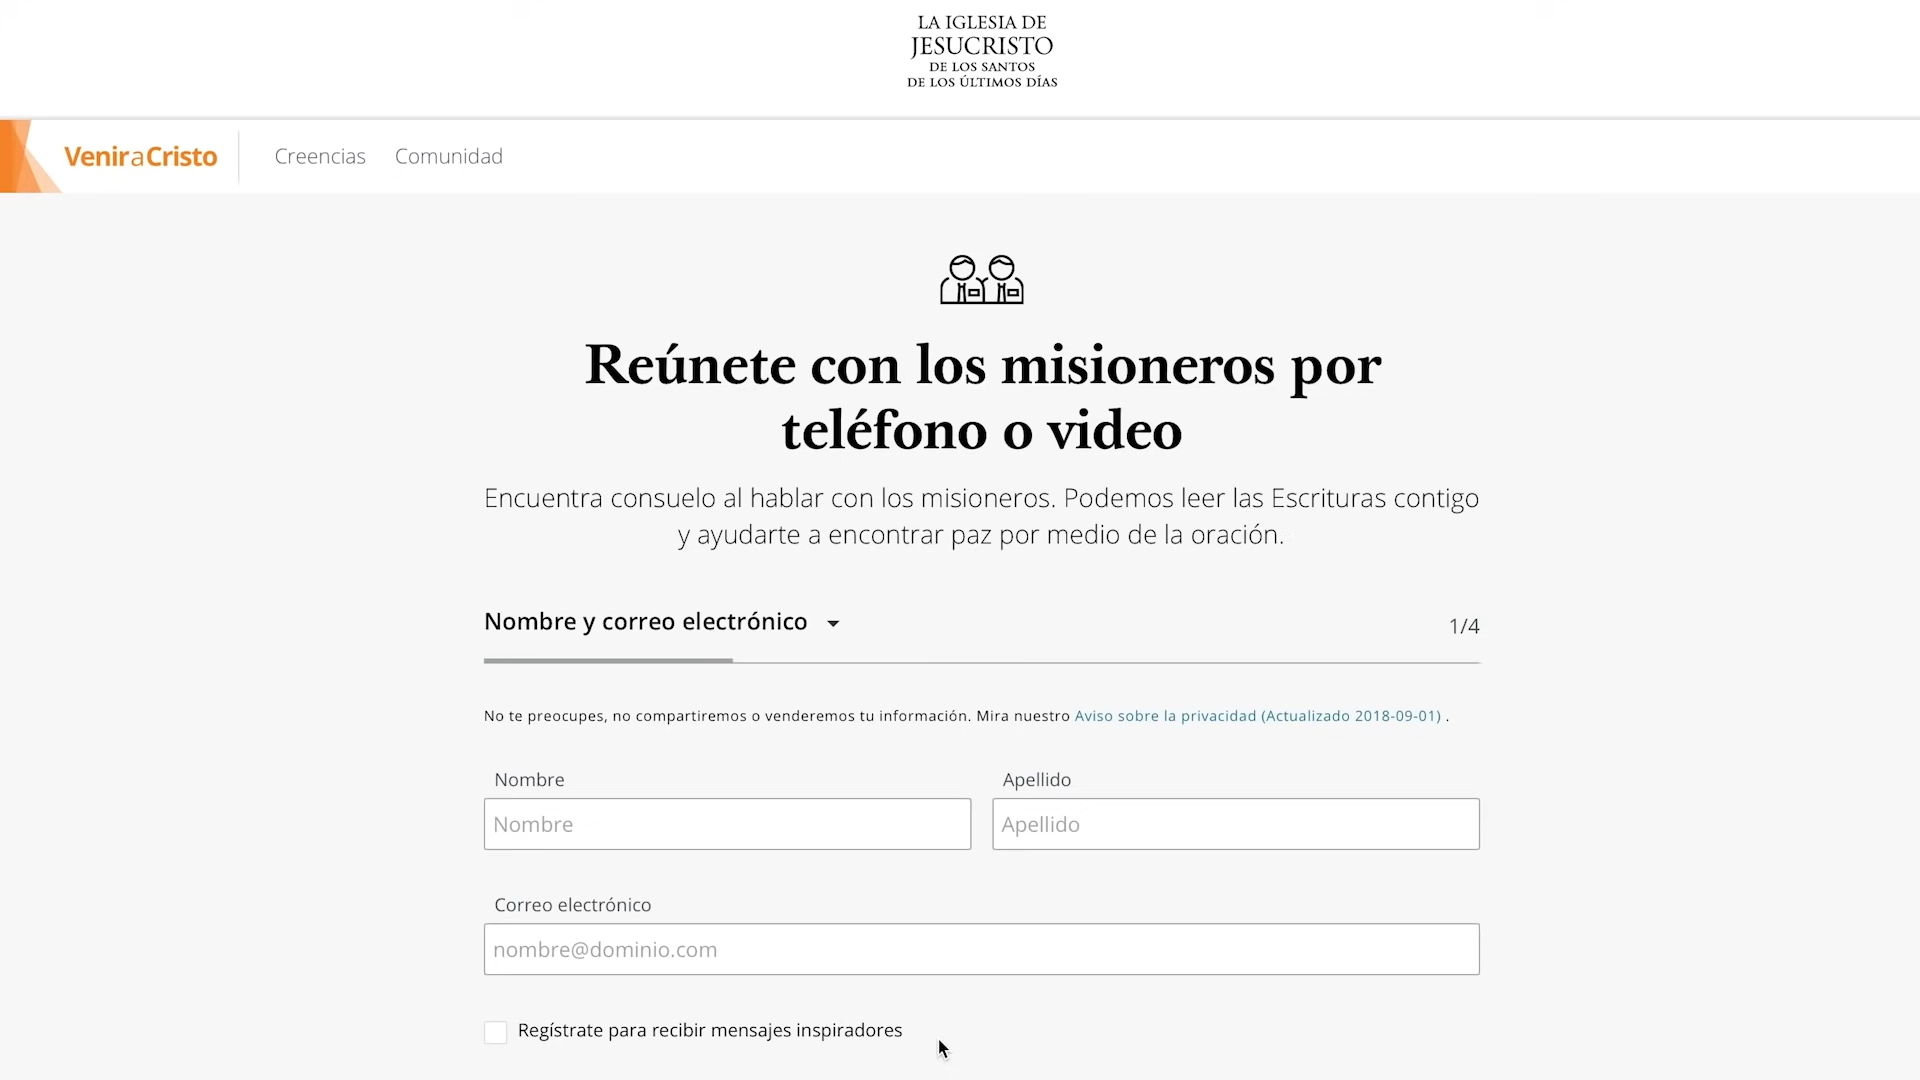 LA IGLESIA DE
JESUCRISTO
DE LOS SANTOS
DE LOS ÚLTIMOS DÍAS
VeniraCristo
Creencias
Comunidad
Reúnete con los misioneros por
teléfono o video
Encuentra consuelo al hablar con los misioneros. Podemos leer las Escrituras contigo
y ayudarte a encontrar paz por medio de la oración.
Nombre y correo electrónico
1/4
No te preocupes, no compartiremos o venderemos tu información. Mira nuestro Aviso sobre la privacidad (Actualizado 2018-09-01) .
Nombre
Apellido
Nombre
Apellido
Correo electrónico
nombre@dominio.com
Regístrate para recibir mensajes inspiradores